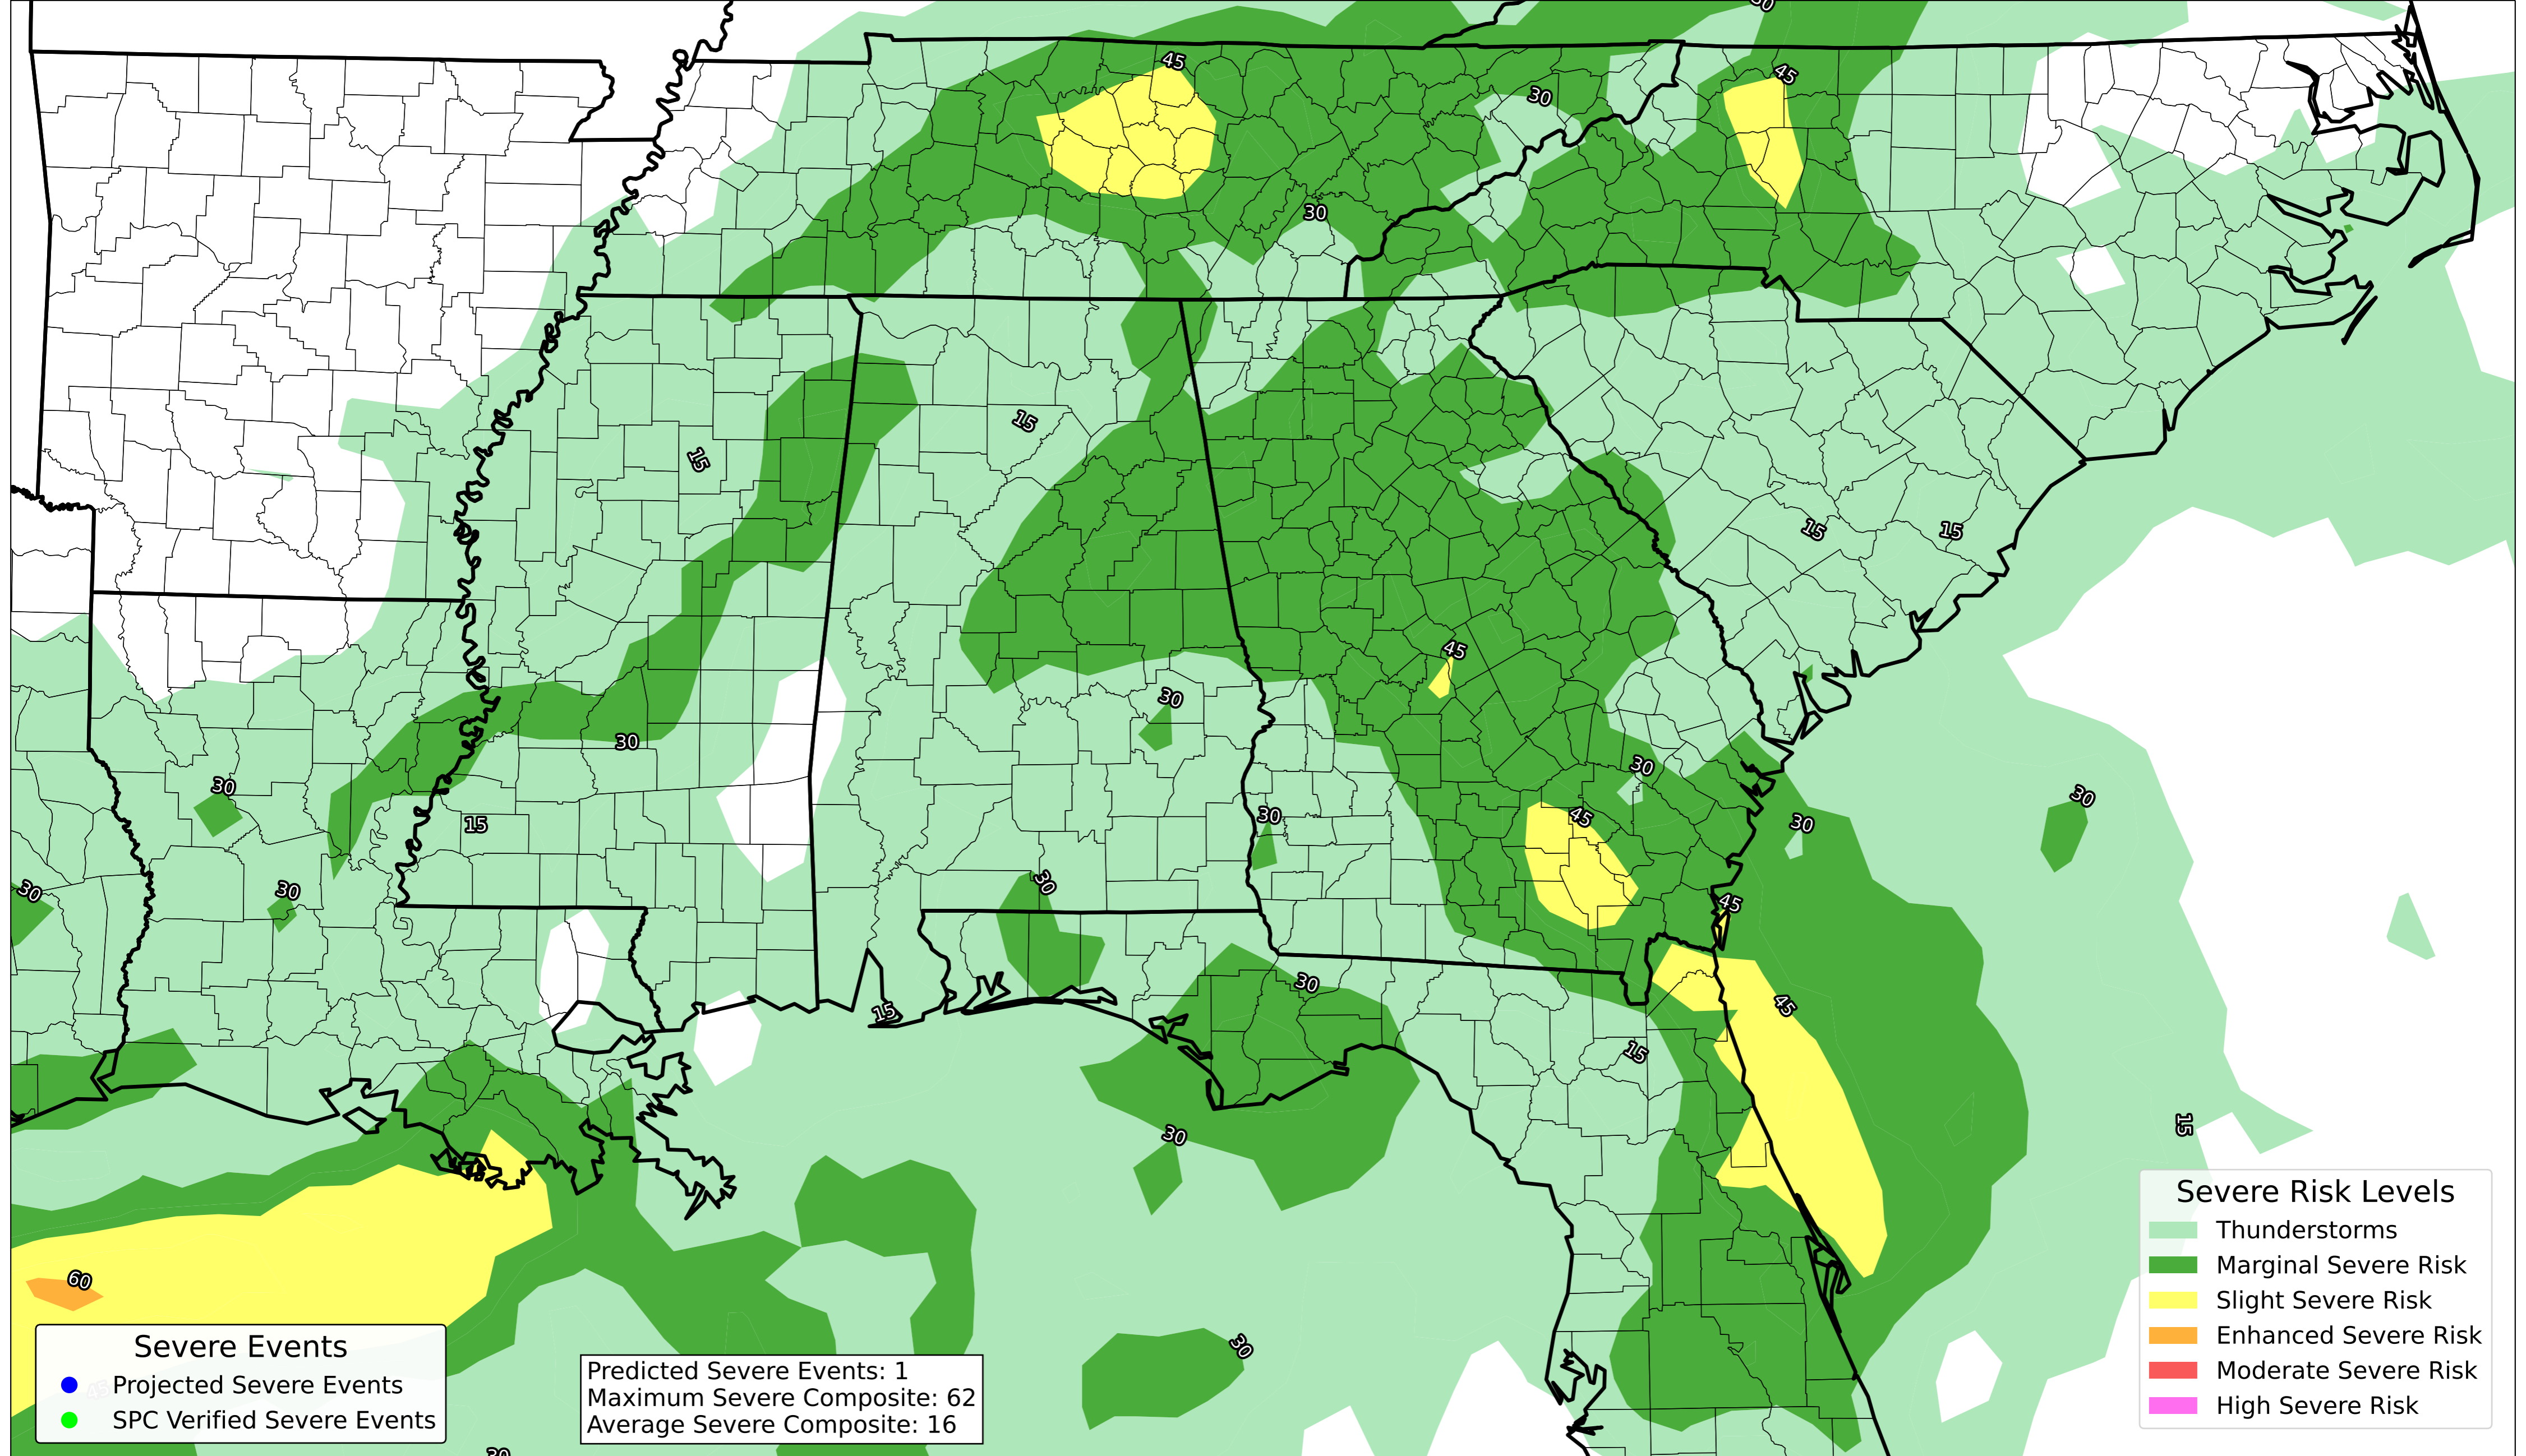 30
45
45
30
30
15
15
15
15
45
30
30
30
30
15
45
30
30
30
30
30
30
45
30
45
15
15
15
30
60
30
45
30
Severe Risk Levels
Thunderstorms
Marginal Severe Risk
Slight Severe Risk
Enhanced Severe Risk
Moderate Severe Risk
High Severe Risk
Severe Events
Projected Severe Events
SPC Verified Severe Events
Predicted Severe Events: 1
Maximum Severe Composite: 62
Average Severe Composite: 16